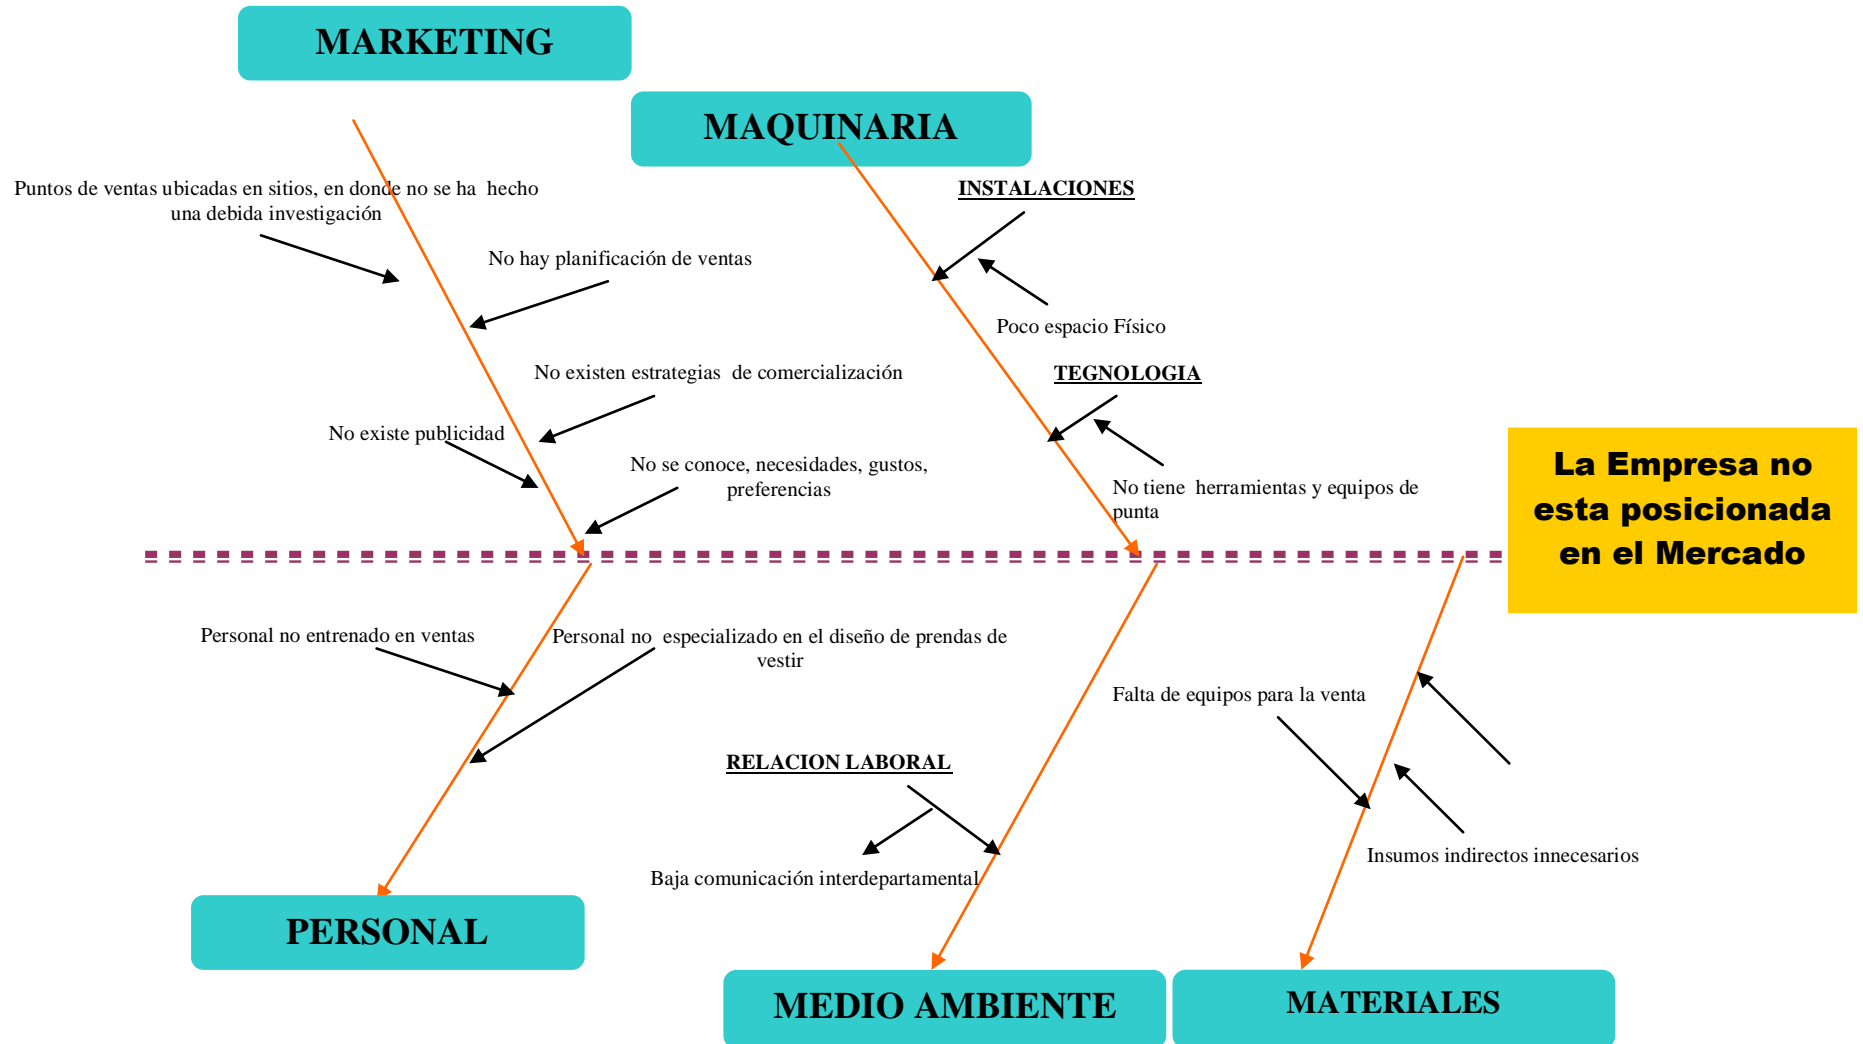 MARKETING
MAQUINARIA
Puntos de ventas ubicadas en sitios, en donde no se ha hecho
una debida investigación
INSTALACIONES
No hay planificación de ventas
Poco espacio Físico
No existen estrategias de comercialización
TEGNOLOGIA
No existe publicidad
No se conoce, necesidades, gustos,
preferencias
No tiene herramientas y equipos de
punta
La Empresa no
esta posicionada
en el Mercado
Personal no entrenado en ventas
Personal no especializado en el diseño de prendas de
vestir
Falta de equipos para la venta
RELACION LABORAL
Baja comunicación interdepartamental
Insumos indirectos innecesarios
PERSONAL
MEDIO AMBIENTE
MATERIALES